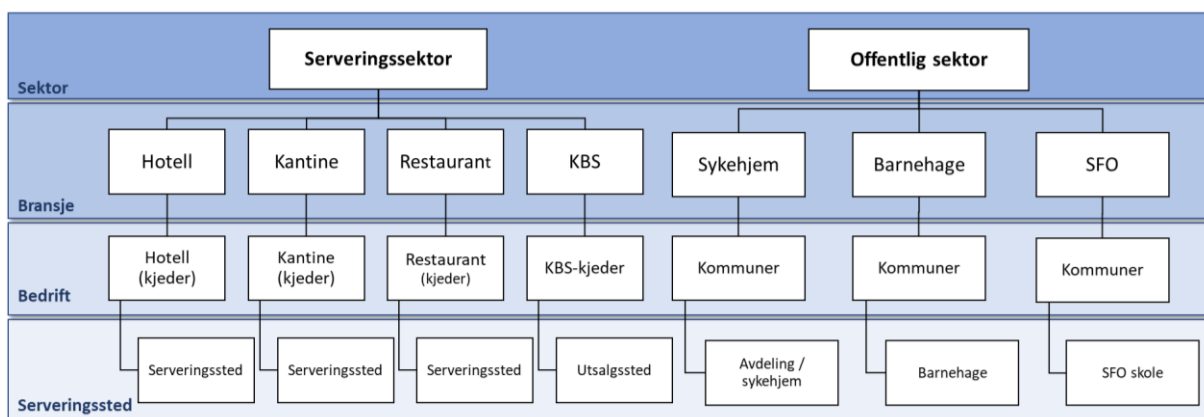 Serveringssektor
Offentlig sektor
Sektor
Hotell
Kantine
Restaurant
KBS
Sykehjem
Barnehage
SFO
Bransje
Hotell
(kjeder)
Kantine
(kjeder)
Restaurant
(kjeder)
KBS-kjeder
Kommuner
Kommuner
Kommuner
Bedrift
Serveringssted
Serveringssted
Serveringssted
Utsalgssted
Avdeling /
sykehjem
Barnehage
SFO skole
Serveringssted